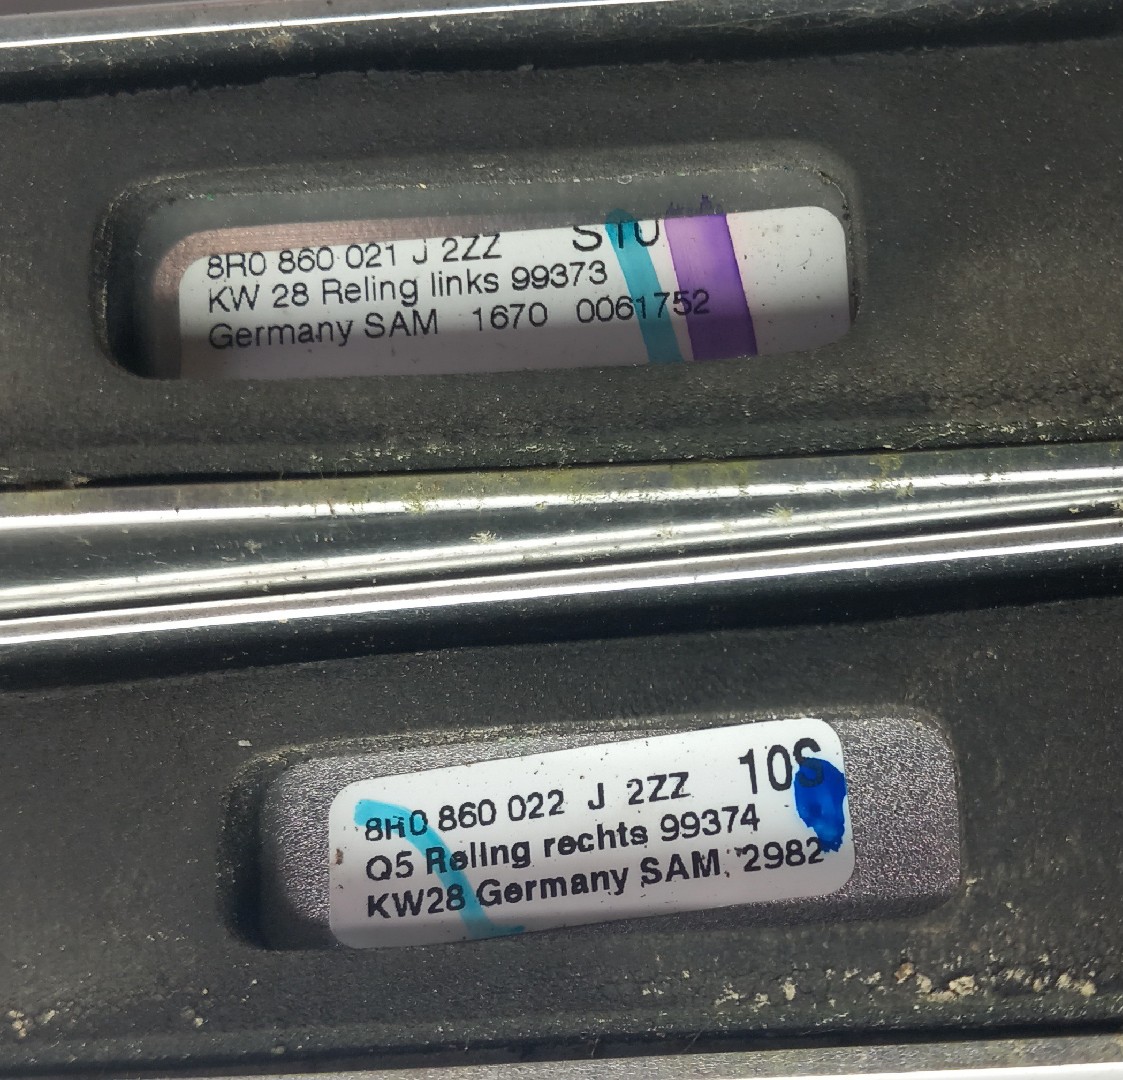 8R0 860 021 J 2ZZ
KW 28 Reling links 99373
Germany SAM 1670 0061752
8R0 860 022 J 2ZZ 10S
Q5 Reling rechts 99374
KW28 Germany SAM. 2982